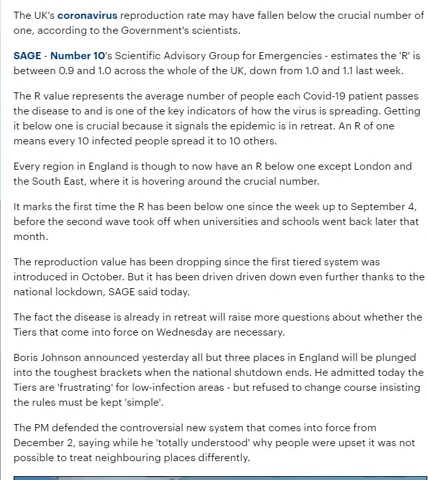 The UK's coronavirus reproduction rate may have fallen below the crucial number of
one, according to the Government's scientists.
SAGE - Number 10's Scientific Advisory Group for Emergencies - estimates the 'R' is
between 0.9 and 1.0 across the whole of the UK, down from 1.0 and 1.1 last week.
The R value represents the average number of people each Covid-19 patient passes
the disease to and is one of the key indicators of how the virus is spreading. Getting
it below one is crucial because it signals the epidemic is in retreat. An R of one
means every 10 infected people spread it to 10 others.
Every region in England is though to now have an R below one except London and
the South East, where it is hovering around the crucial number.
It marks the first time the R has been below one since the week up to September 4,
before the second wave took off when universities and schools went back later that
month.
The reproduction value has been dropping since the first tiered system was
introduced in October. But it has been driven driven down even further thanks to the
national lockdown, SAGE said today.
The fact the disease is already in retreat will raise more questions about whether the
Tiers that come into force on Wednesday are necessary.
Boris Johnson announced yesterday all but three places in England will be plunged
into the toughest brackets when the national shutdown ends. He admitted today the
Tiers are 'frustrating' for low-infection areas - but refused to change course insisting
the rules must be kept 'simple'.
The PM defended the controversial new system that comes into force from
December 2, saying while he 'totally understood' why people were upset it was not
possible to treat neighbouring places differently.